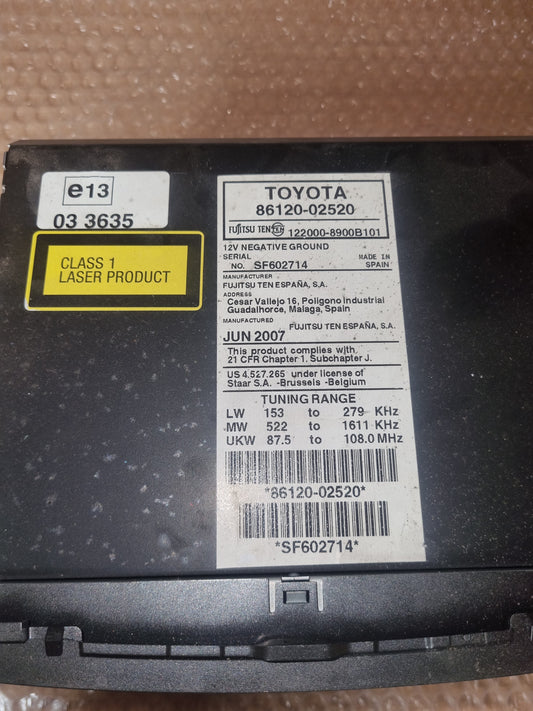 e13
03 3635
CLASS 1
LASER PRODUCT
TOYOTA
86120-02520
FUJITSU TEN TEN 122000-8900B101
12V NEGATIVE GROUND
SERIAL MADE IN
NO. SF602714 SPAIN
MANUFACTURER
FUJITSU TEN ESPAÑA, S.A.
ADDRESS
Cesar Vallejo 16, Poligono Industrial
Guadalhorce, Malaga, Spain
MANUFACTURED FUJITSU TEN ESPAÑA, S.A.
JUN 2007
This product complies with
21 CFR Chapter 1. Subchapter J.
US 4.527.265 under license of
Staar S.A. -Brussels -Belgium
TUNING RANGE
LW 153 to 279 KHz
MW 522 to 1611 KHz
UKW 87.5 to 108.0 MHz
*86120-02520*
*SF602714*